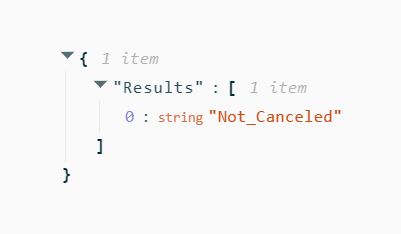 { 1 item
"Results" : [ 1 item
0 : string "Not_Canceled"
]
}